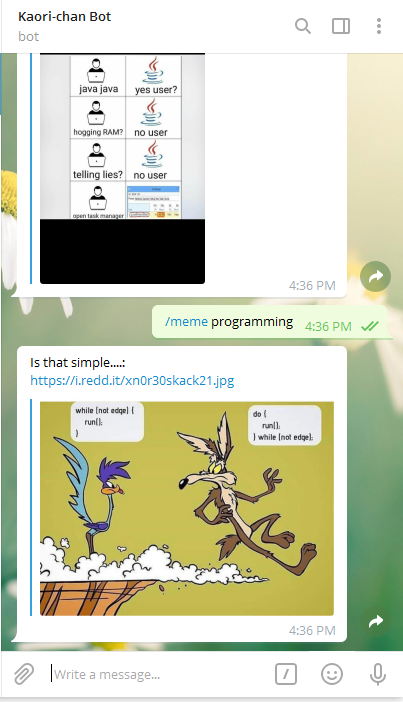 Kaori-chan Bot
bot
java java
yes user?
hogging RAM?
no user
telling lies?
no user
open task manager
4:36 PM
/meme programming 4:36 PM
Is that simple....:
https://i.redd.it/xn0r30skack21.jpg
while (not edge) {
run();
}
do {
run();
} while (not edge);
4:36 PM
Write a message...